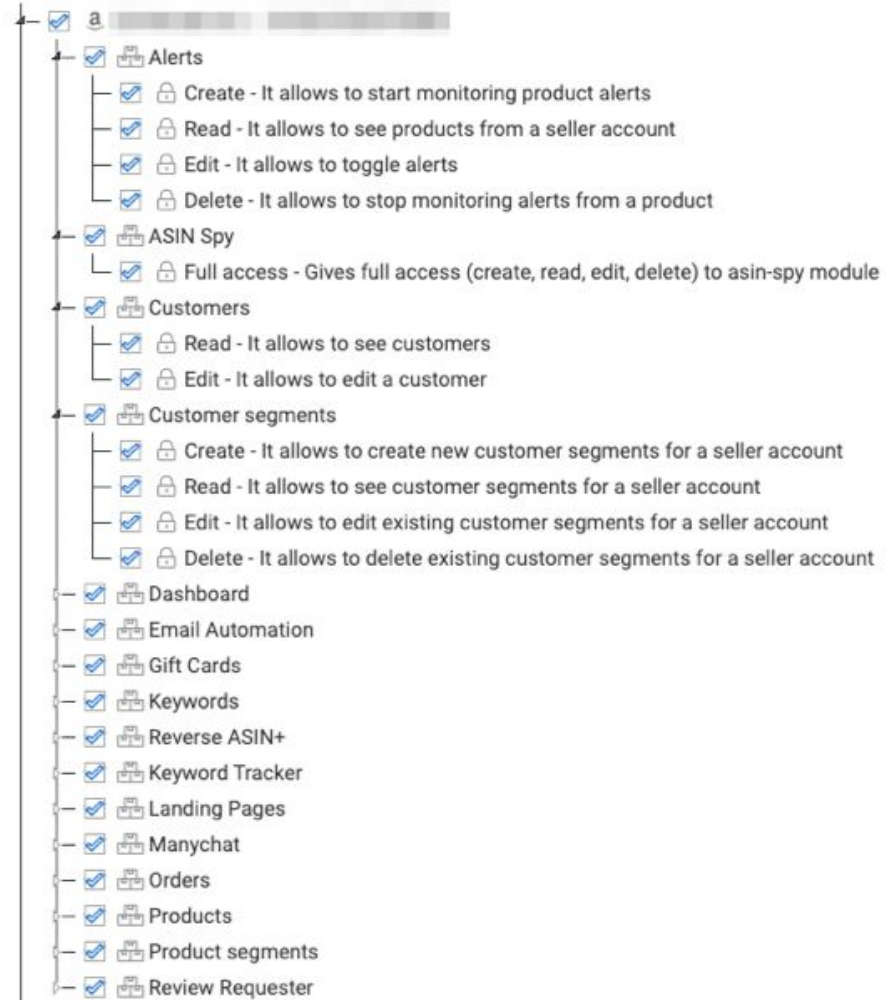 a
Alerts
Create - It allows to start monitoring product alerts
Read - It allows to see products from a seller account
Edit - It allows to toggle alerts
Delete - It allows to stop monitoring alerts from a product
ASIN Spy
Full access - Gives full access (create, read, edit, delete) to asin-spy module
Customers
Read - It allows to see customers
Edit - It allows to edit a customer
Customer segments
Create - It allows to create new customer segments for a seller account
Read - It allows to see customer segments for a seller account
Edit - It allows to edit existing customer segments for a seller account
Delete - It allows to delete existing customer segments for a seller account
Dashboard
Email Automation
Gift Cards
Keywords
Reverse ASIN+
Keyword Tracker
Landing Pages
Manychat
Orders
Products
Product segments
Review Requester